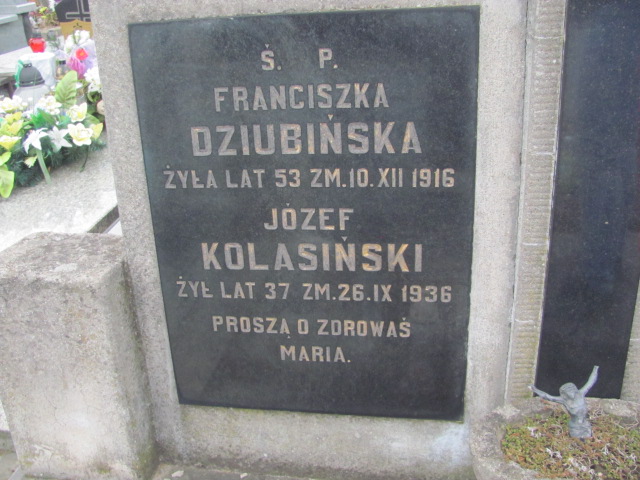 Ś. P.
FRANCISZKA
DZIUBIŃSKA
ŻYŁA LAT 53 ZM.10.XII 1916
JÓZEF
KOLASIŃSKI
ŻYŁ LAT 37 ZM.26.IX 1936
PROSZĄ O ZDROWAŚ
MARIA.